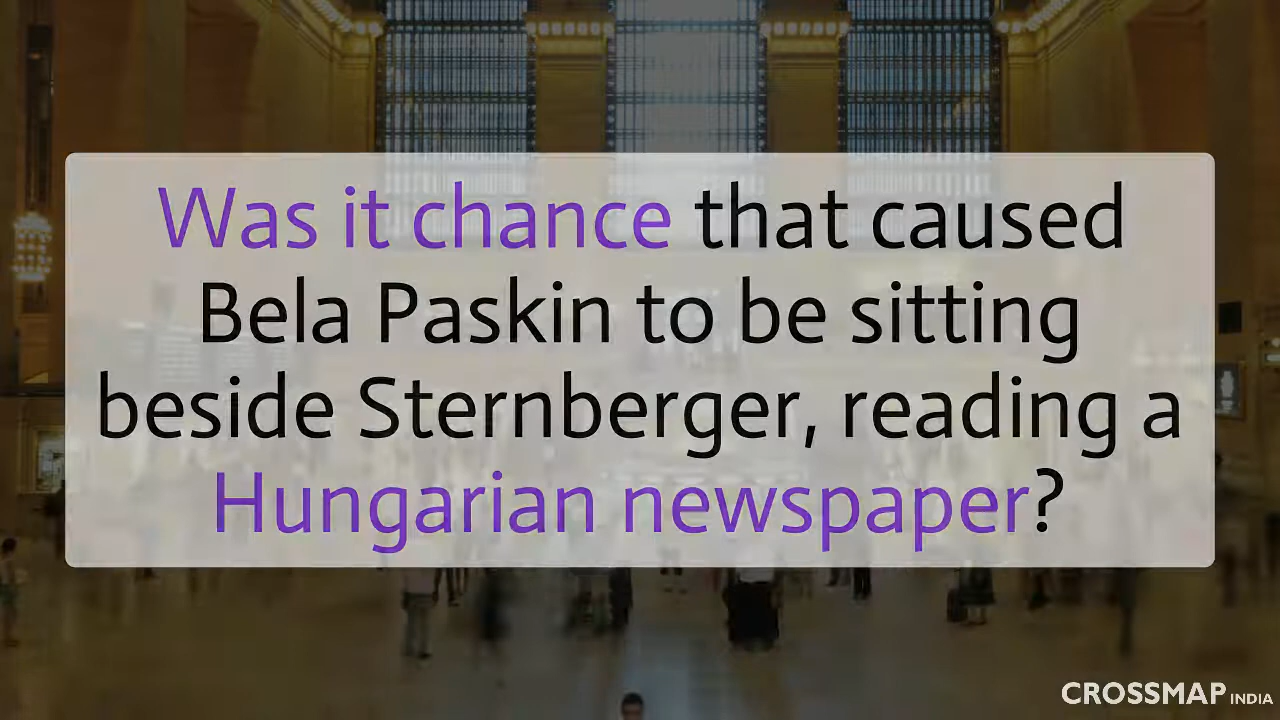 Was it chance that caused
Bela Paskin to be sitting
beside Sternberger, reading a
Hungarian newspaper?
CROSSMAP INDIA